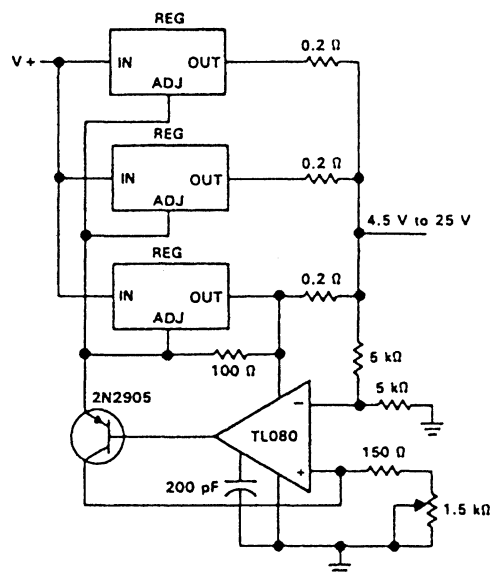 REG
V+
IN
OUT
ADJ
0.2 Ω
REG
IN
OUT
ADJ
0.2 Ω
4.5 V to 25 V
REG
IN
OUT
ADJ
0.2 Ω
100 Ω
5 kΩ
2N2905
5 kΩ
−
TL080
+
150 Ω
200 pF
1.5 kΩ